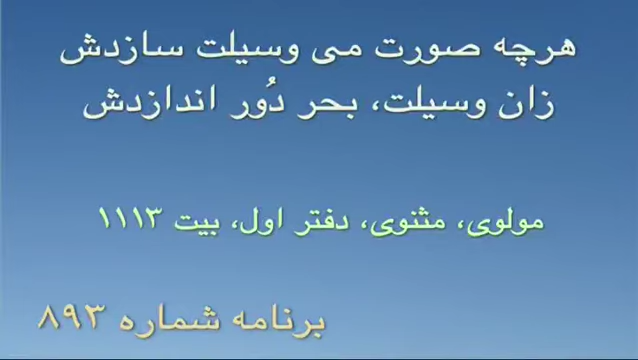 هرچه صورت می وسیلت سازدش
زان وسیلت، بحر دُور اندازدش
مولوی، مثنوی، دفتر اول، بیت ۱۱۱۳
برنامه شماره ۸۹۳